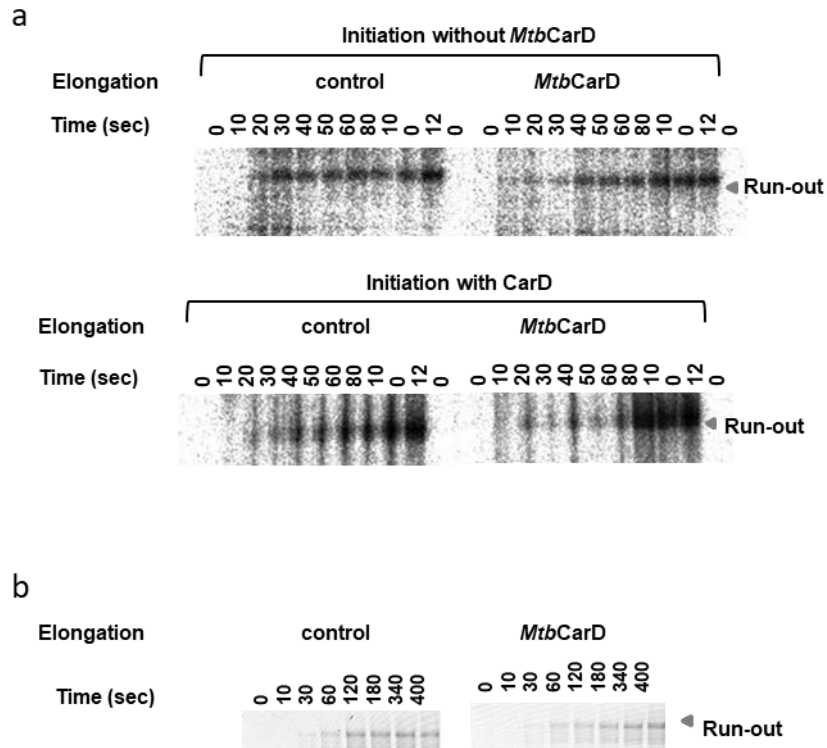 a
Initiation without MtbCarD
Elongation control MtbCarD
Time (sec) 0 10 20 30 40 50 60 80 10 0 12 0 0 10 20 30 40 50 60 80 10 0 12 0
Run-out
Initiation with CarD
Elongation control MtbCarD
Time (sec) 0 10 20 30 40 50 60 80 10 0 12 0 10 20 30 40 50 60 80 10 0 12 0
Run-out
b
Elongation control MtbCarD
Time (sec) 0 10 30 60 120 180 340 400 0 10 30 60 120 180 340 400
Run-out